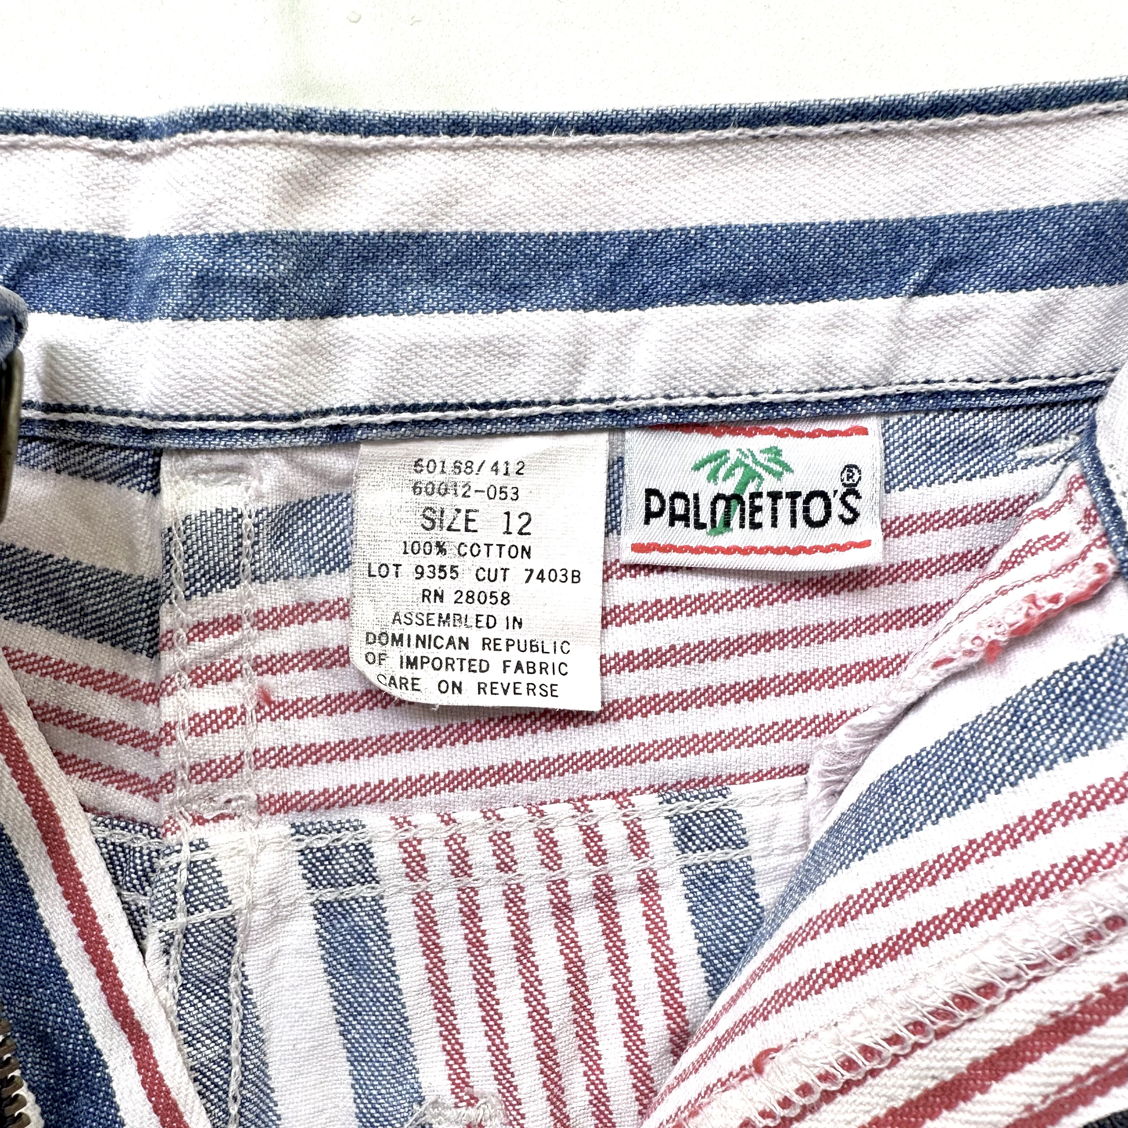 60188/412
60012-053
SIZE 12
100% COTTON
LOT 9355 CUT 7403B
RN 28058
ASSEMBLED IN
DOMINICAN REPUBLIC
OF IMPORTED FABRIC
CARE ON REVERSE
PALMETTO'S ®